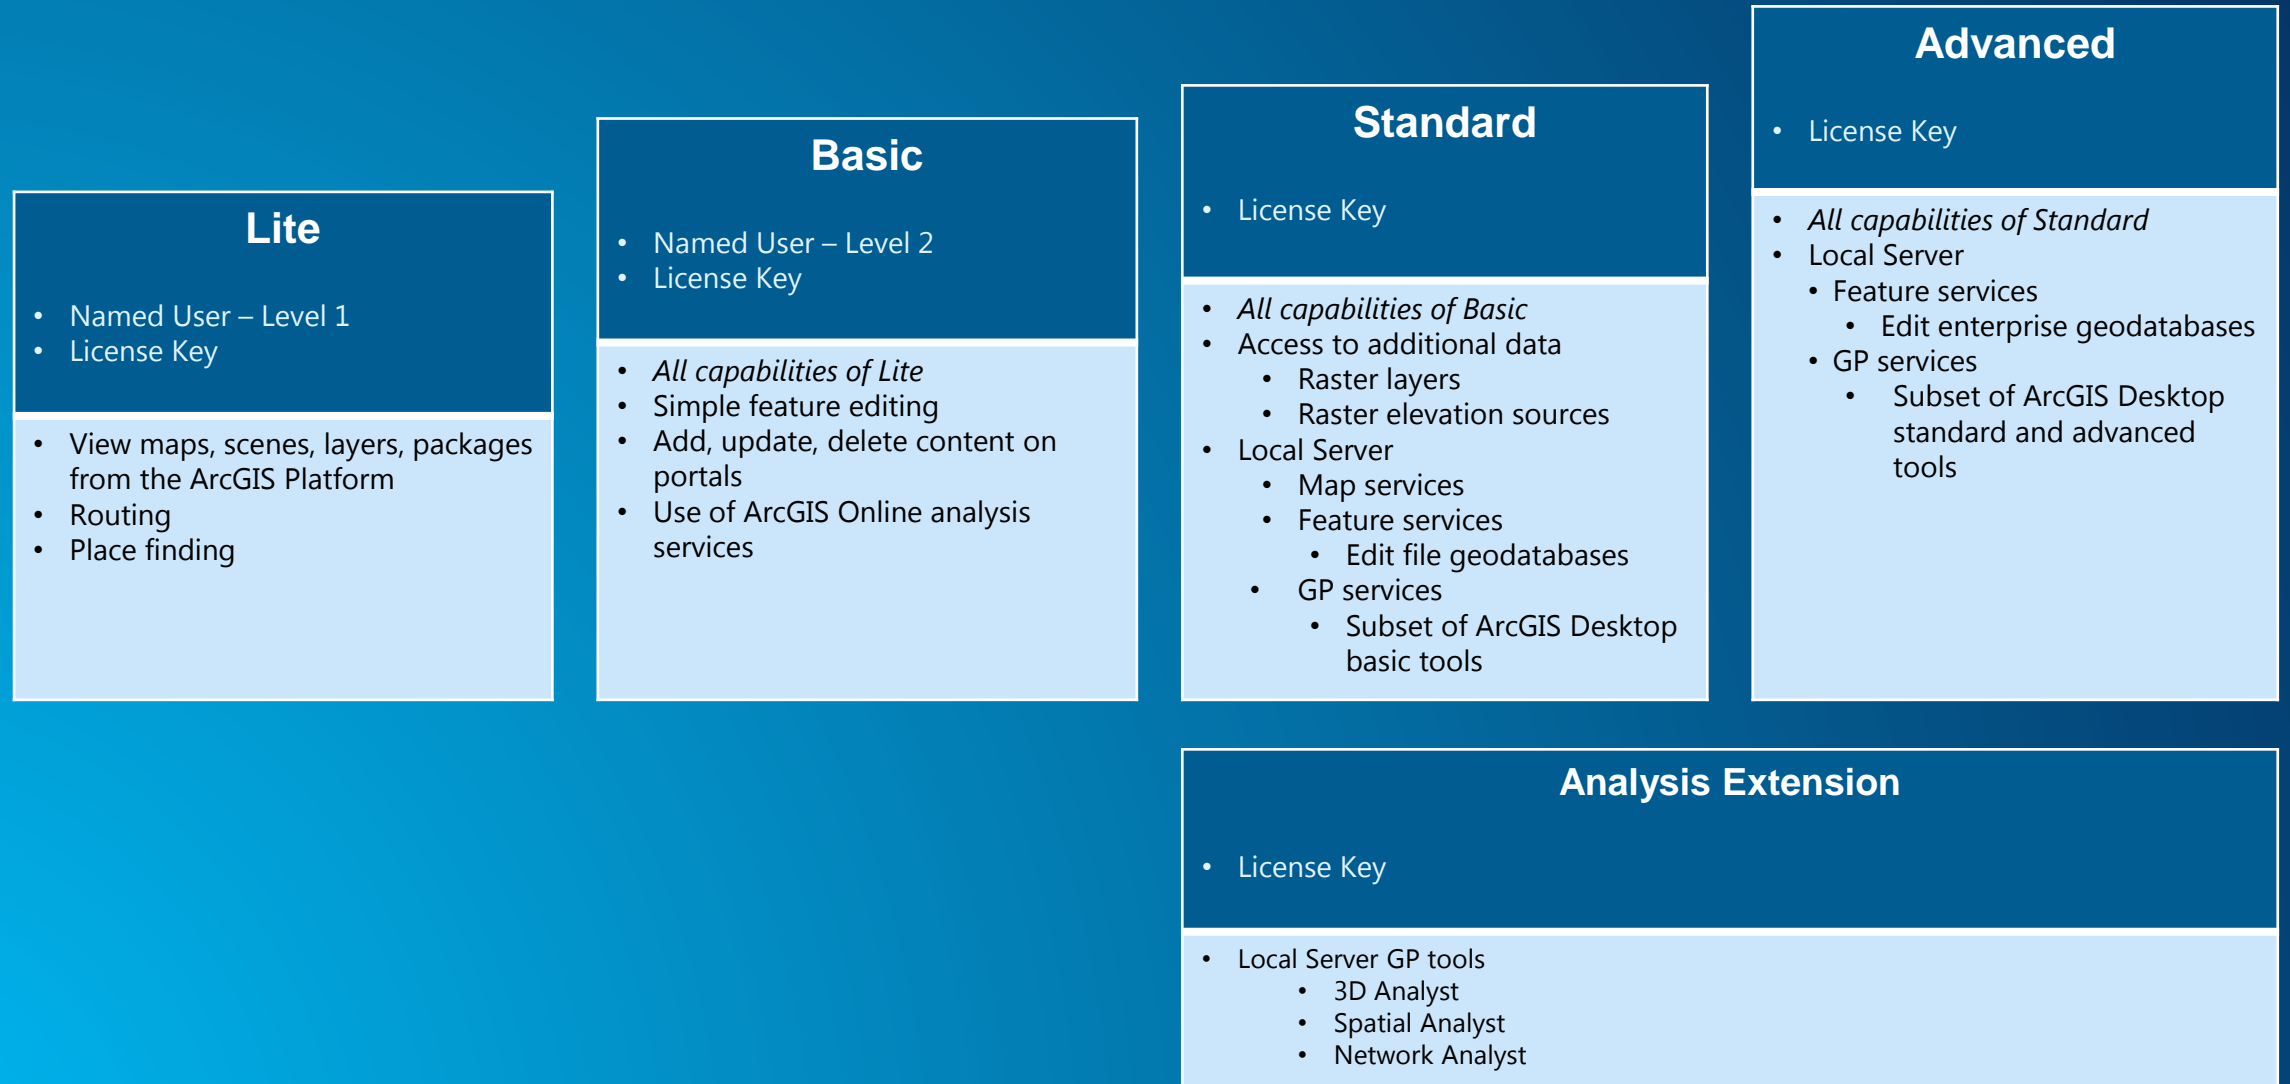 Lite
• Named User – Level 1
• License Key
• View maps, scenes, layers, packages
from the ArcGIS Platform
• Routing
• Place finding
Basic
• Named User – Level 2
• License Key
• All capabilities of Lite
• Simple feature editing
• Add, update, delete content on
portals
• Use of ArcGIS Online analysis
services
Standard
• License Key
• All capabilities of Basic
• Access to additional data
• Raster layers
• Raster elevation sources
• Local Server
• Map services
• Feature services
• Edit file geodatabases
• GP services
• Subset of ArcGIS Desktop
basic tools
Advanced
• License Key
• All capabilities of Standard
• Local Server
• Feature services
• Edit enterprise geodatabases
• GP services
• Subset of ArcGIS Desktop
standard and advanced
tools
Analysis Extension
• License Key
• Local Server GP tools
• 3D Analyst
• Spatial Analyst
• Network Analyst